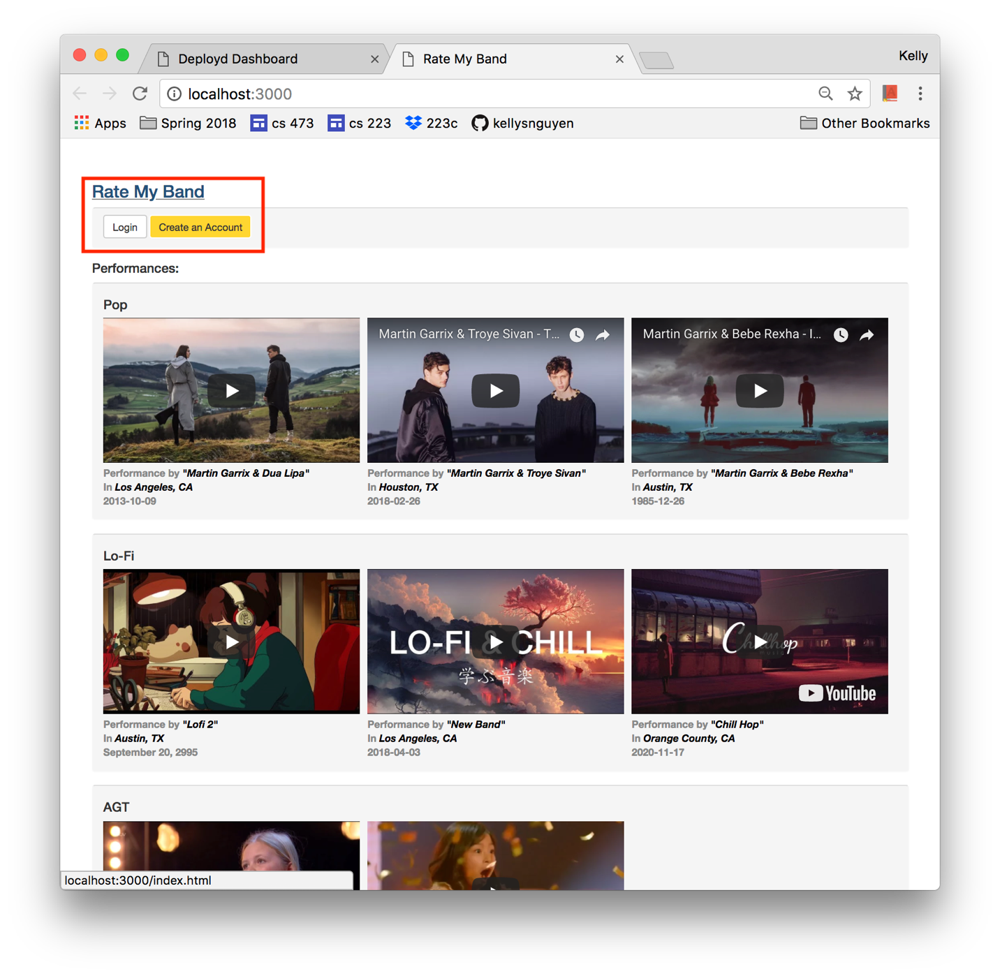 Deployd Dashboard
Rate My Band
Kelly
localhost:3000
Apps
Spring 2018
cs 473
cs 223
223c
kellysnguyen
Other Bookmarks
Rate My Band
Login
Create an Account
Performances:
Pop
Martin Garrix & Troye Sivan - T...
Martin Garrix & Bebe Rexha - I...
Performance by "Martin Garrix & Dua Lipa"
In Los Angeles, CA
2013-10-09
Performance by "Martin Garrix & Troye Sivan"
In Houston, TX
2018-02-26
Performance by "Martin Garrix & Bebe Rexha"
In Austin, TX
1985-12-26
Lo-Fi
LO-FI & CHILL
学ぶ音楽
Chillhop
music
YouTube
Performance by "Lofi 2"
In Austin, TX
September 20, 2995
Performance by "New Band"
In Los Angeles, CA
2018-04-03
Performance by "Chill Hop"
In Orange County, CA
2020-11-17
AGT
localhost:3000/index.html